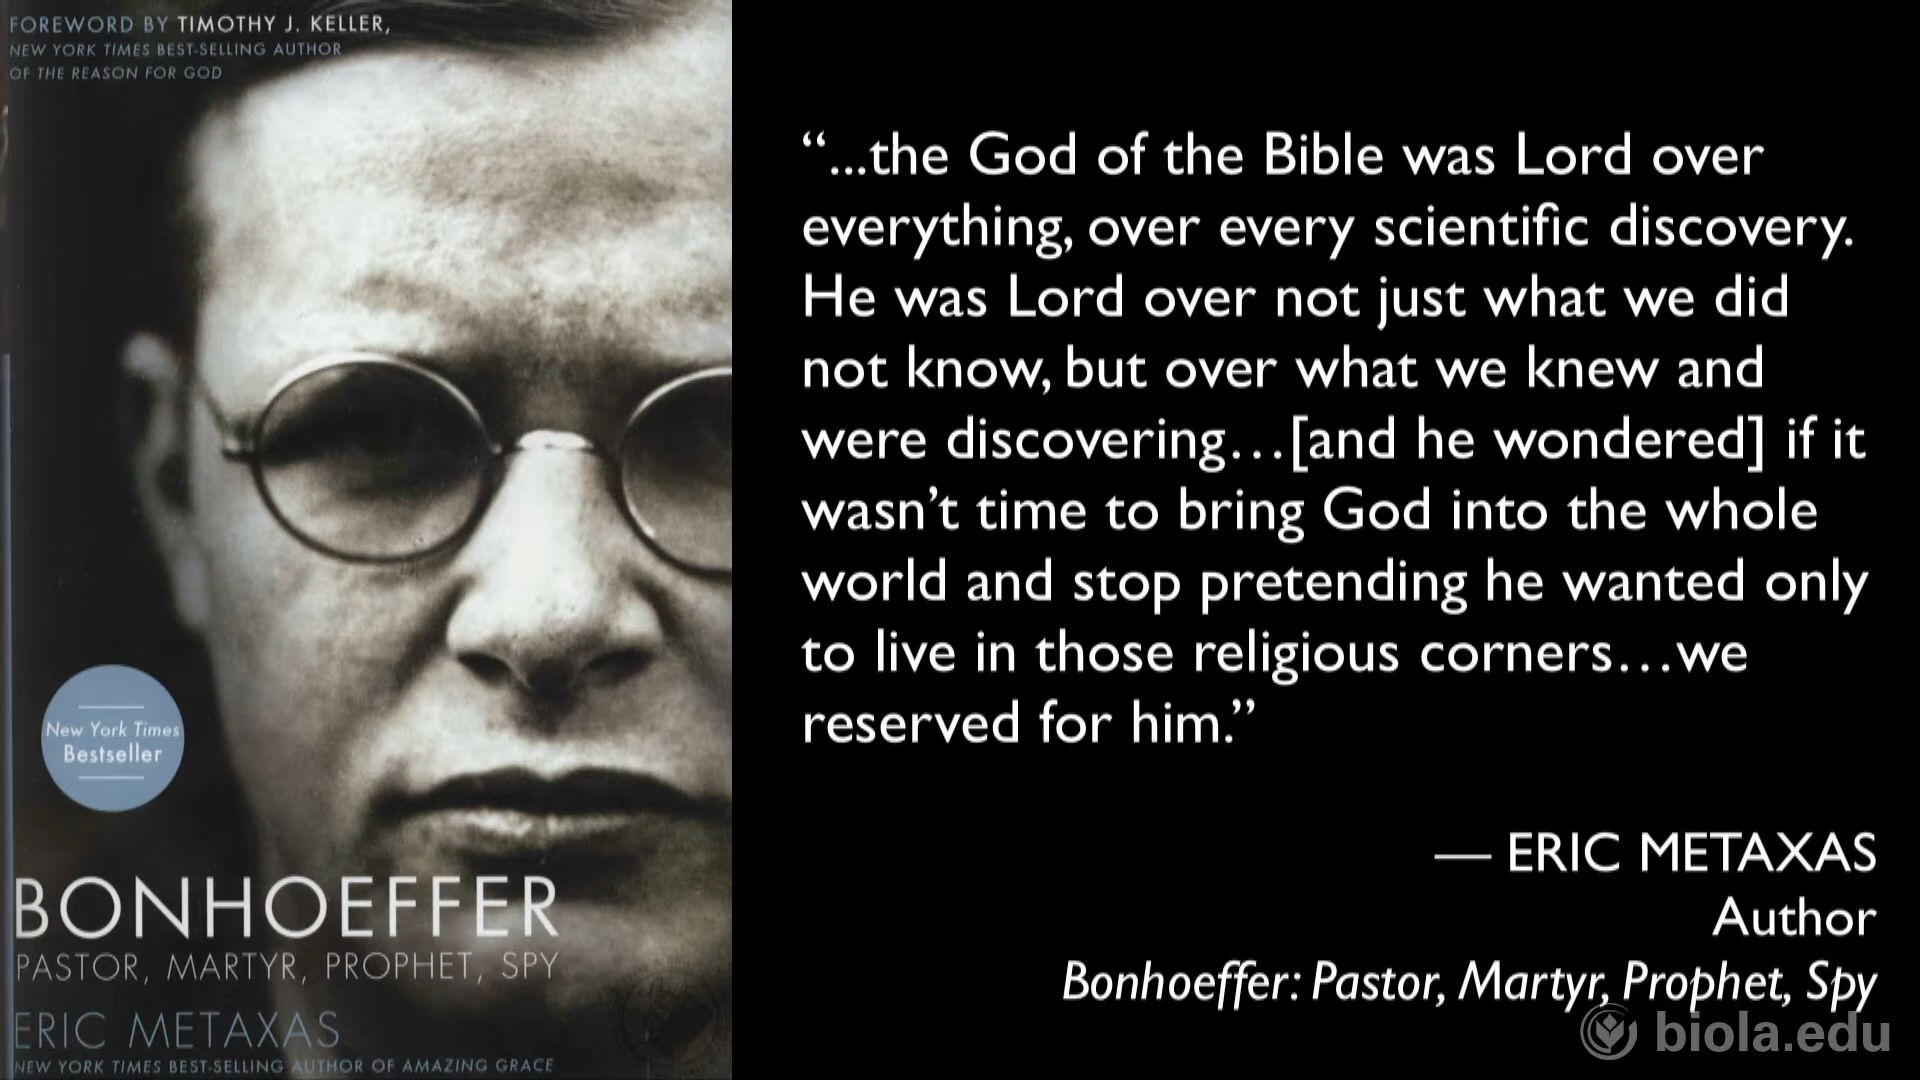 FOREWORD BY TIMOTHY J. KELLER,
NEW YORK TIMES BEST-SELLING AUTHOR
OF THE REASON FOR GOD
New York Times
Bestseller
BONHOEFFER
PASTOR, MARTYR, PROPHET, SPY
ERIC METAXAS
NEW YORK TIMES BEST-SELLING AUTHOR OF AMAZING GRACE
“...the God of the Bible was Lord over
everything, over every scientific discovery.
He was Lord over not just what we did
not know, but over what we knew and
were discovering…[and he wondered] if it
wasn’t time to bring God into the whole
world and stop pretending he wanted only
to live in those religious corners…we
reserved for him.”
— ERIC METAXAS
Author
Bonhoeffer: Pastor, Martyr, Prophet, Spy
biola.edu